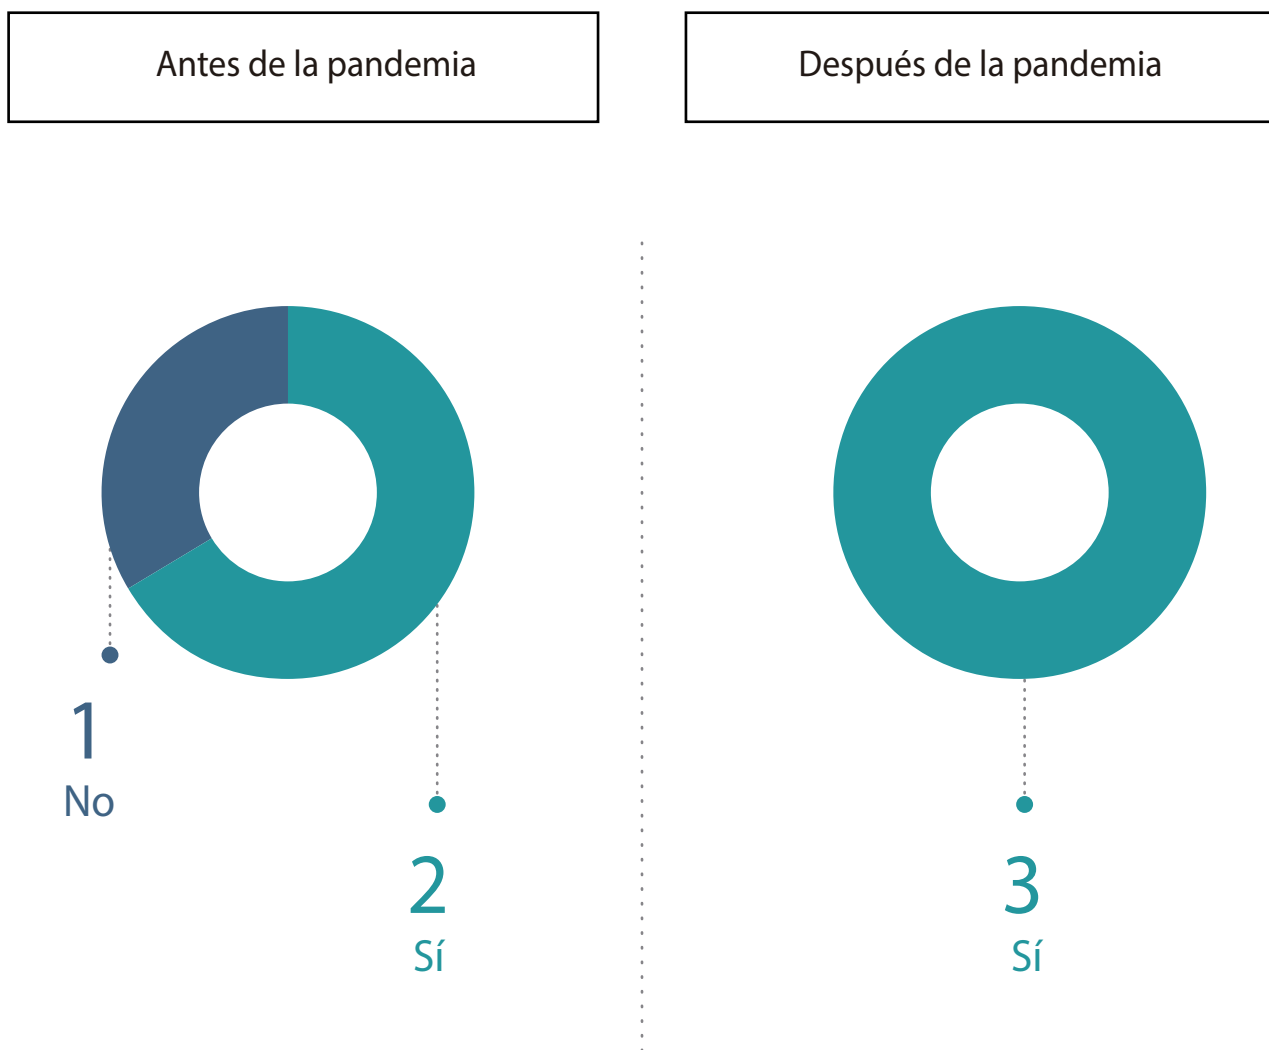 Antes de la pandemia
Después de la pandemia
1
No
2
Sí
3
Sí